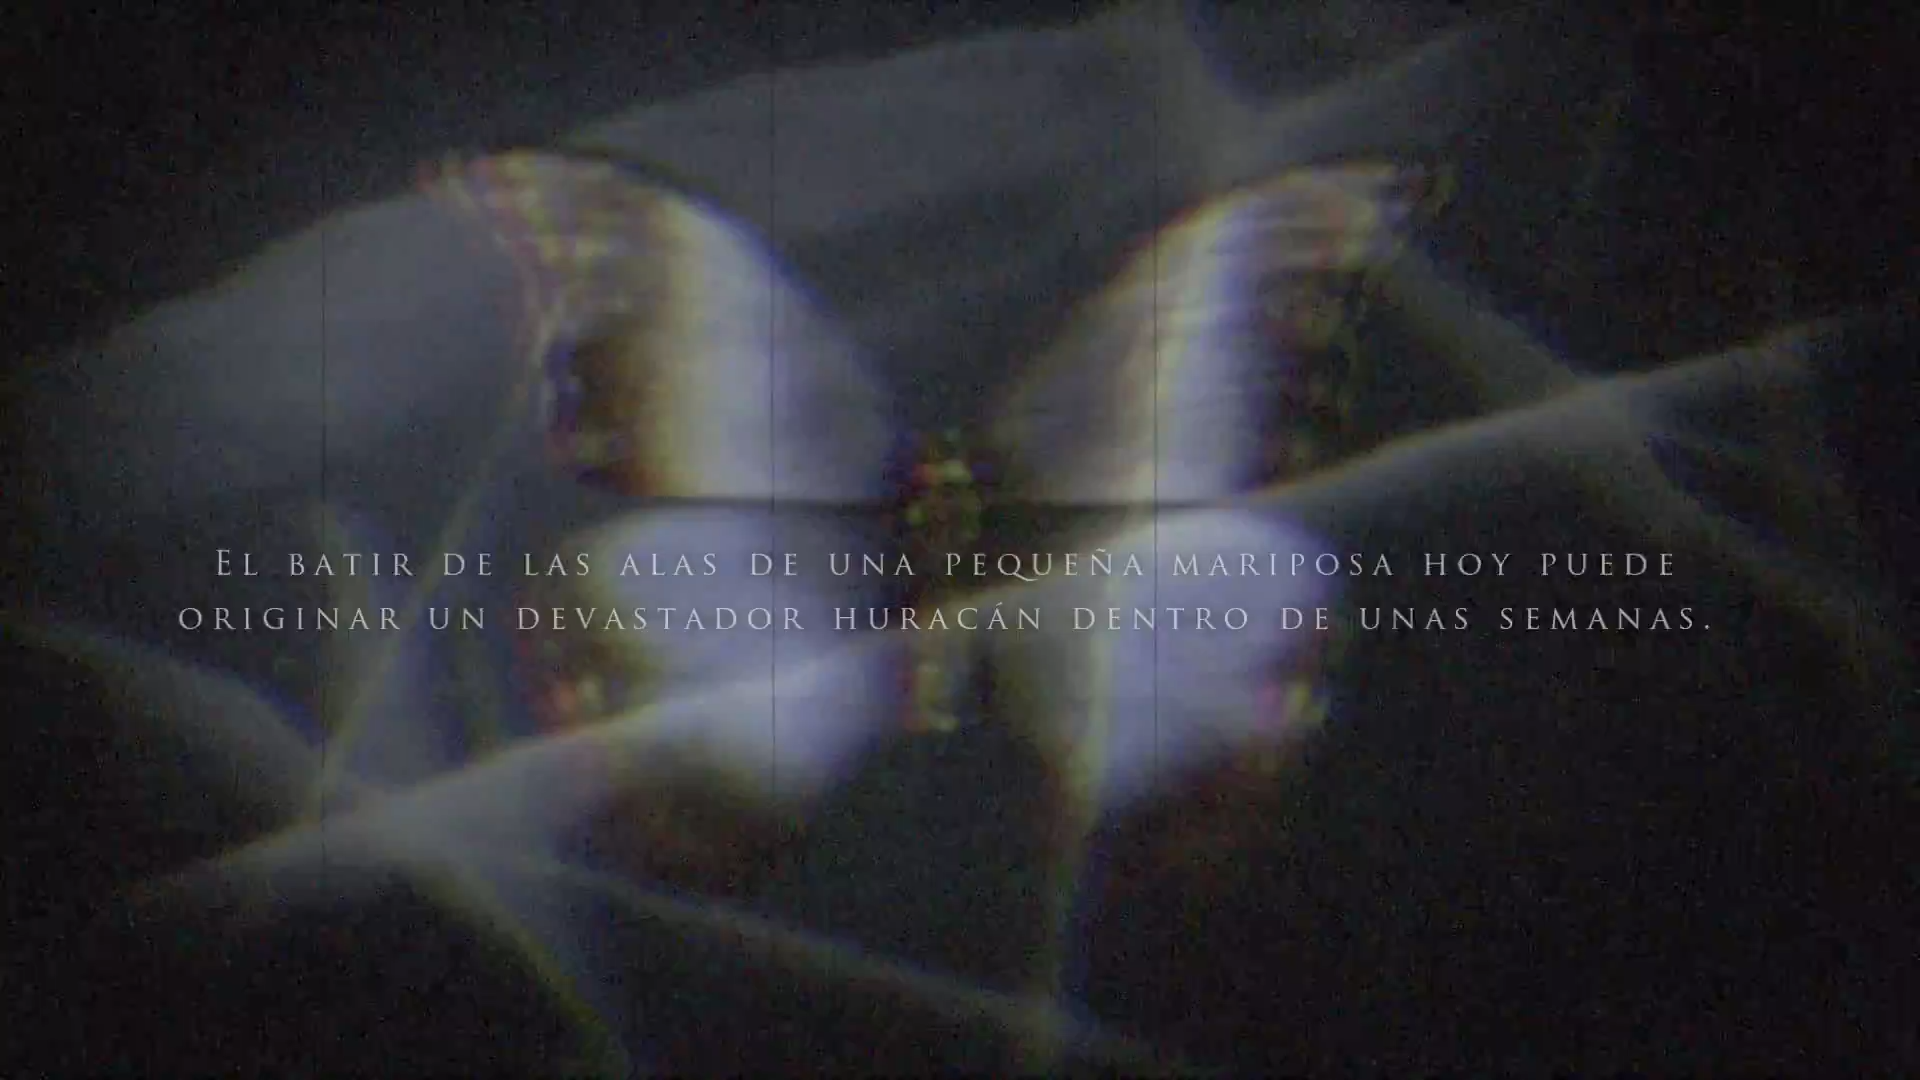 El batir de las alas de una pequeña mariposa hoy puede
originar un devastador huracán dentro de unas semanas.